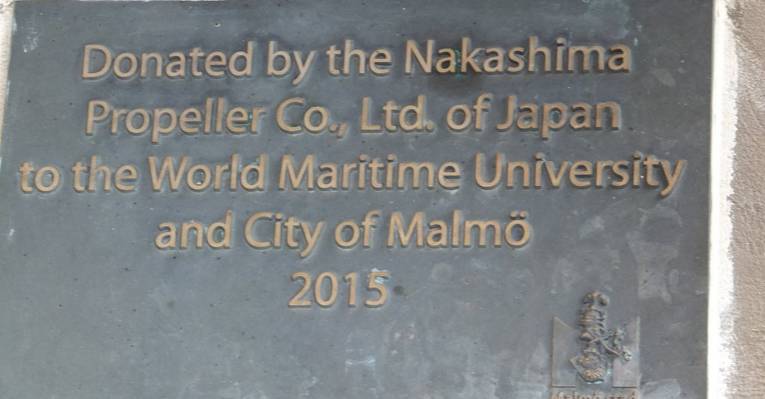 Donated by the Nakashima
Propeller Co., Ltd. of Japan
to the World Maritime University
and City of Malmö
2015